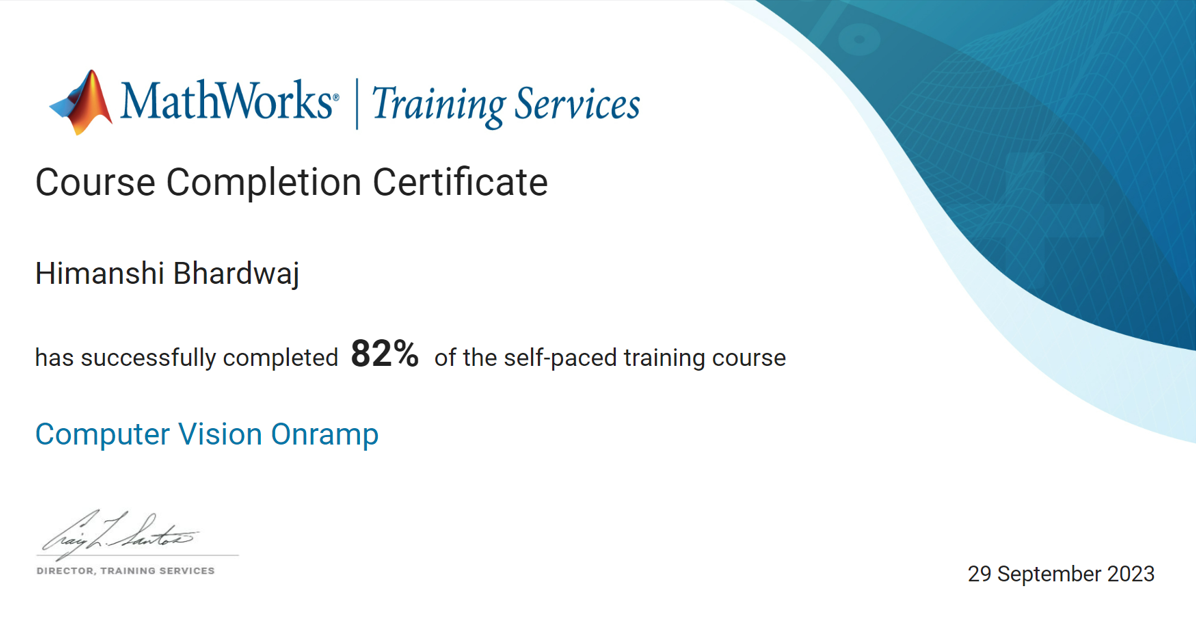 MathWorks® | Training Services
Course Completion Certificate
Himanshi Bhardwaj
has successfully completed 82% of the self-paced training course
Computer Vision Onramp
Craig L. Santos
DIRECTOR, TRAINING SERVICES
29 September 2023